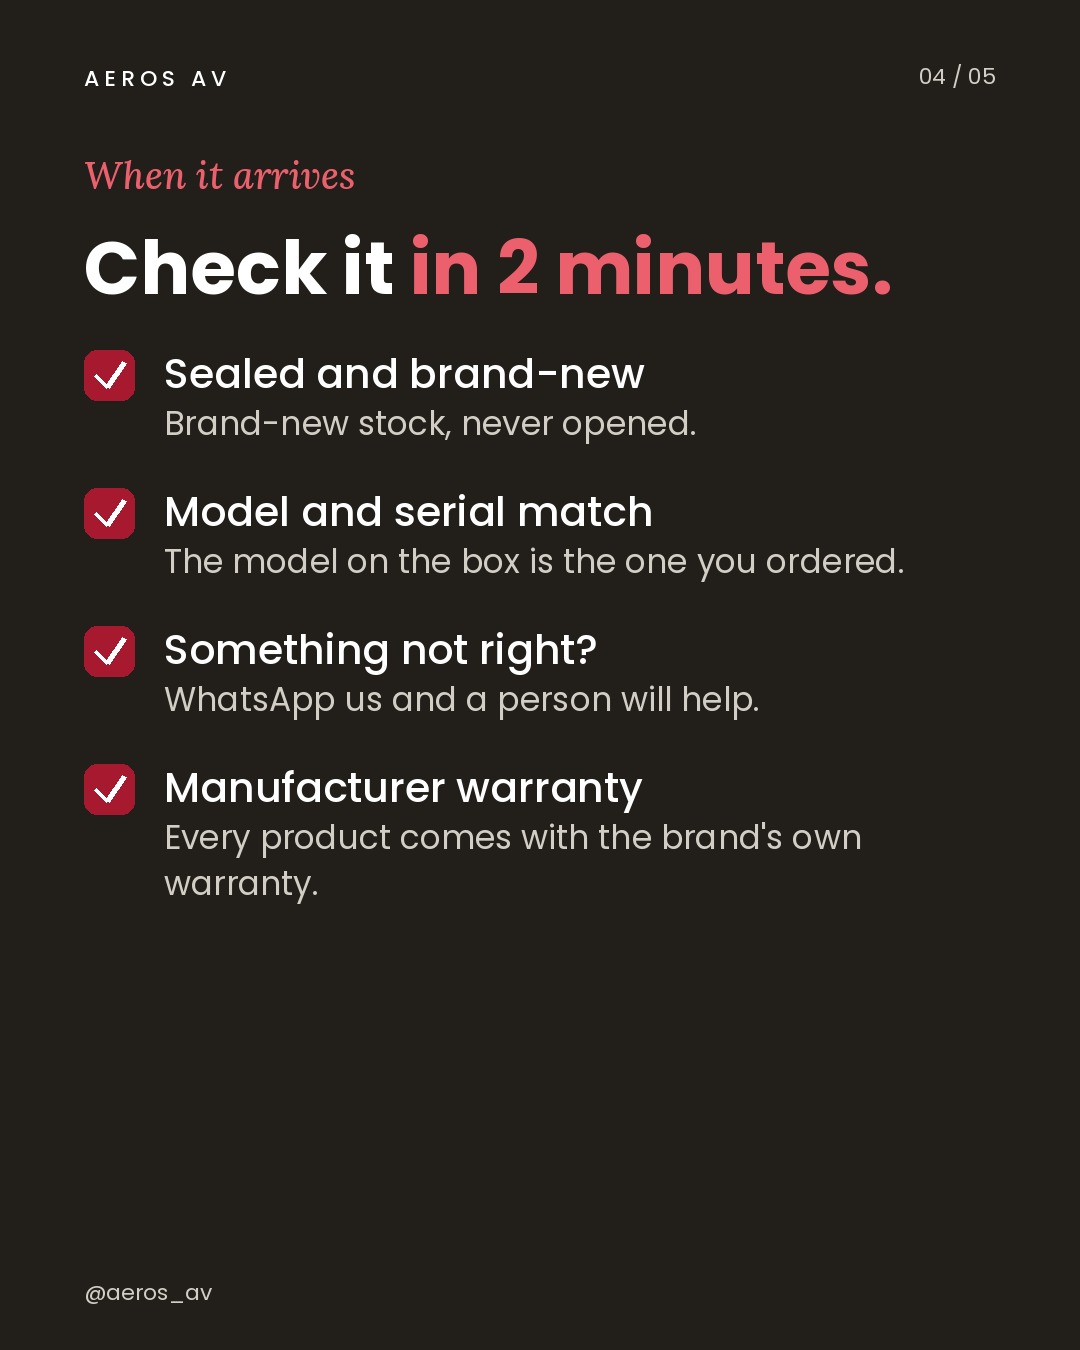 AEROS AV
04 / 05
When it arrives
Check it in 2 minutes.
Sealed and brand-new
Brand-new stock, never opened.
Model and serial match
The model on the box is the one you ordered.
Something not right?
WhatsApp us and a person will help.
Manufacturer warranty
Every product comes with the brand's own
warranty.
@aeros_av